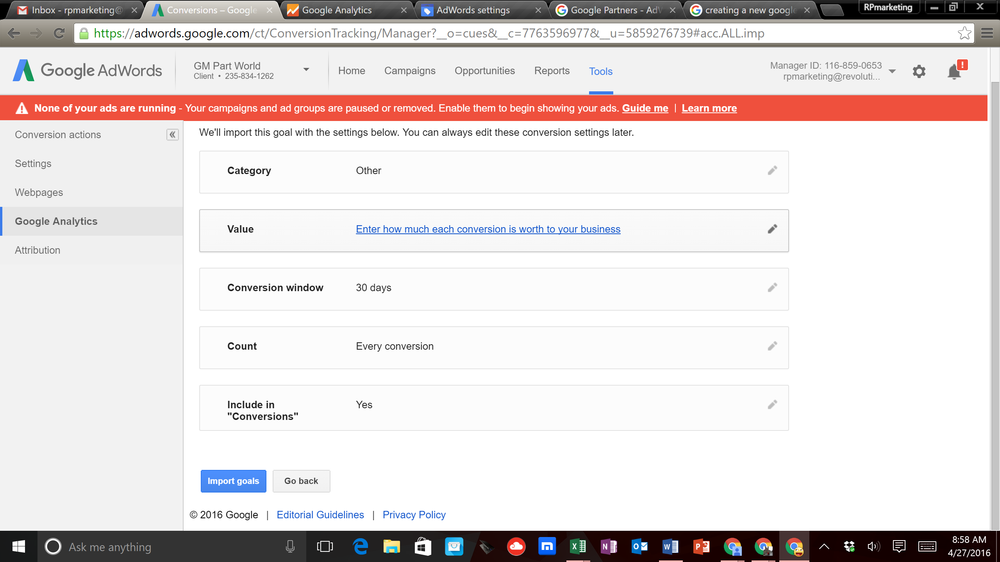 Inbox - rpmarketing@
Conversions – Google
Google Analytics
AdWords settings
Google Partners - AdW
creating a new google
RPmarketing
https://adwords.google.com/ct/ConversionTracking/Manager?__o=cues&__c=7763596977&__u=5859276739#acc.ALL.imp
Google AdWords
GM Part World
Client • 235-834-1262
Home
Campaigns
Opportunities
Reports
Tools
Manager ID: 116-859-0653
rpmarketing@revoluti...
!
None of your ads are running - Your campaigns and ad groups are paused or removed. Enable them to begin showing your ads. Guide me | Learn more
Conversion actions
Settings
Webpages
Google Analytics
Attribution
We'll import this goal with the settings below. You can always edit these conversion settings later.
Category Other
Value Enter how much each conversion is worth to your business
Conversion window 30 days
Count Every conversion
Include in Yes
"Conversions"
Import goals
Go back
© 2016 Google | Editorial Guidelines | Privacy Policy
Ask me anything
8:58 AM
4/27/2016